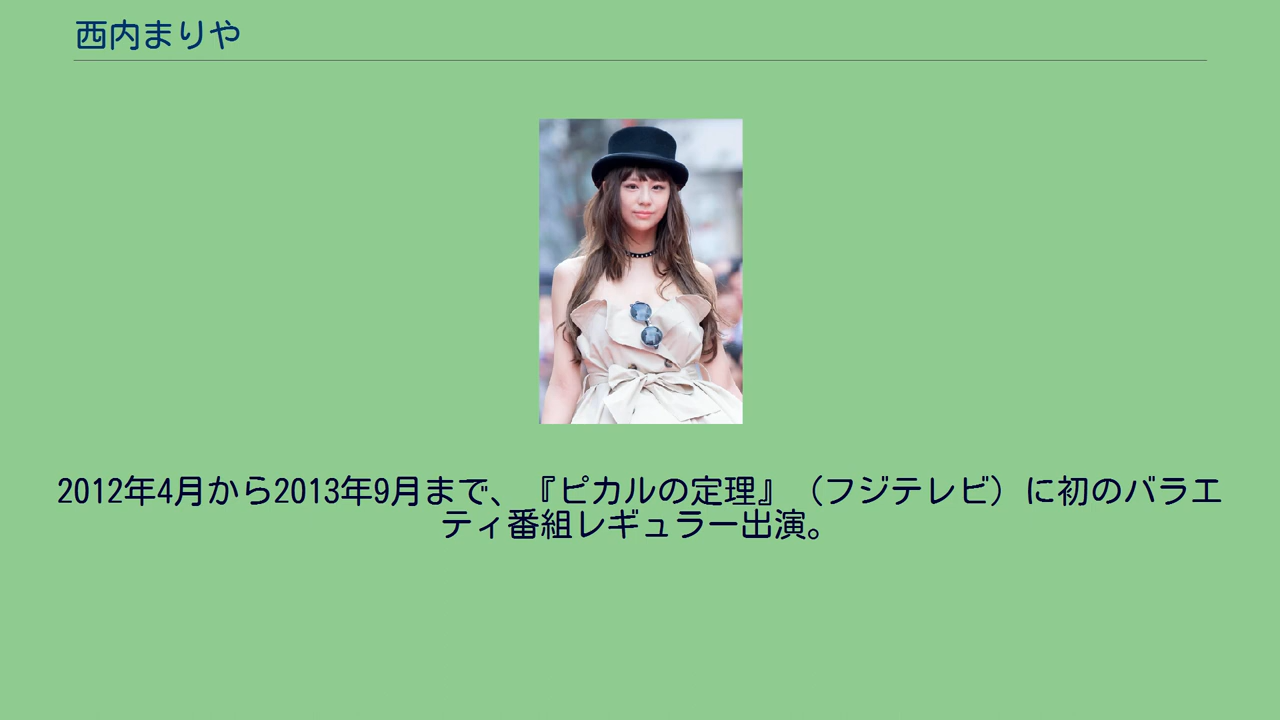 西内まりや
2012年4月から2013年9月まで、『ピカルの定理』（フジテレビ）に初のバラエ
ティ番組レギュラー出演。